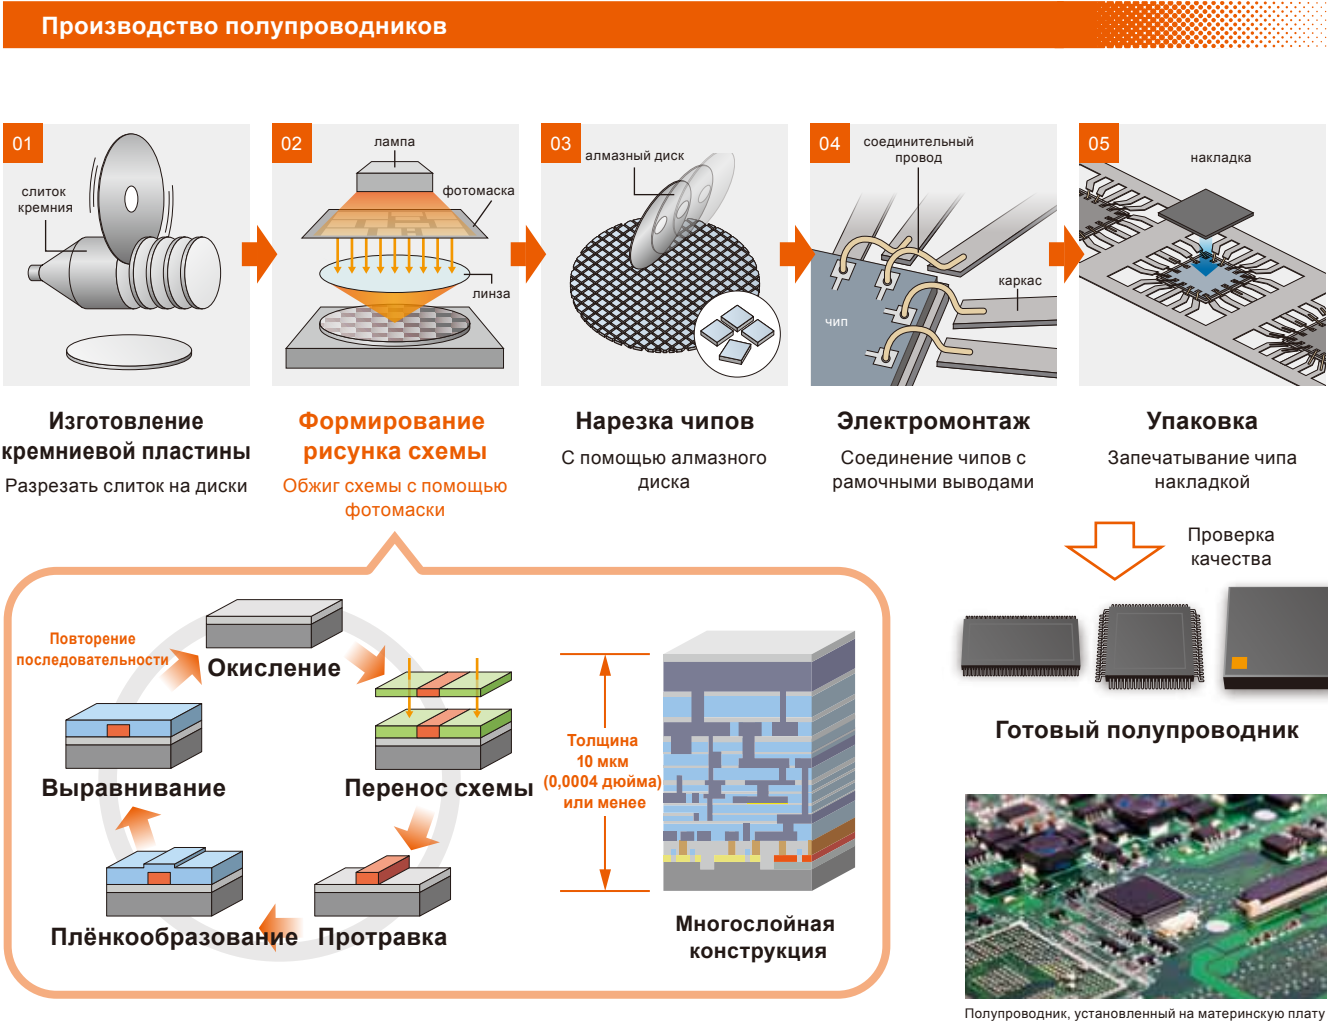 Производство полупроводников
01
слиток
кремния
02
лампа
фотомаска
линза
03
алмазный диск
04
соединительный
провод
каркас
чип
05
накладка
Изготовление
кремниевой пластины
Разрезать слиток на диски
Формирование
рисунка схемы
Обжиг схемы с помощью
фотомаски
Нарезка чипов
С помощью алмазного
диска
Электромонтаж
Соединение чипов с
рамочными выводами
Упаковка
Запечатывание чипа
накладкой
Проверка
качества
Готовый полупроводник
Повторение
последовательности
Окисление
Перенос схемы
Протравка
Плёнкообразование
Выравнивание
Толщина
10 мкм
(0,0004 дюйма)
или менее
Многослойная
конструкция
Полупроводник, установленный на материнскую плату